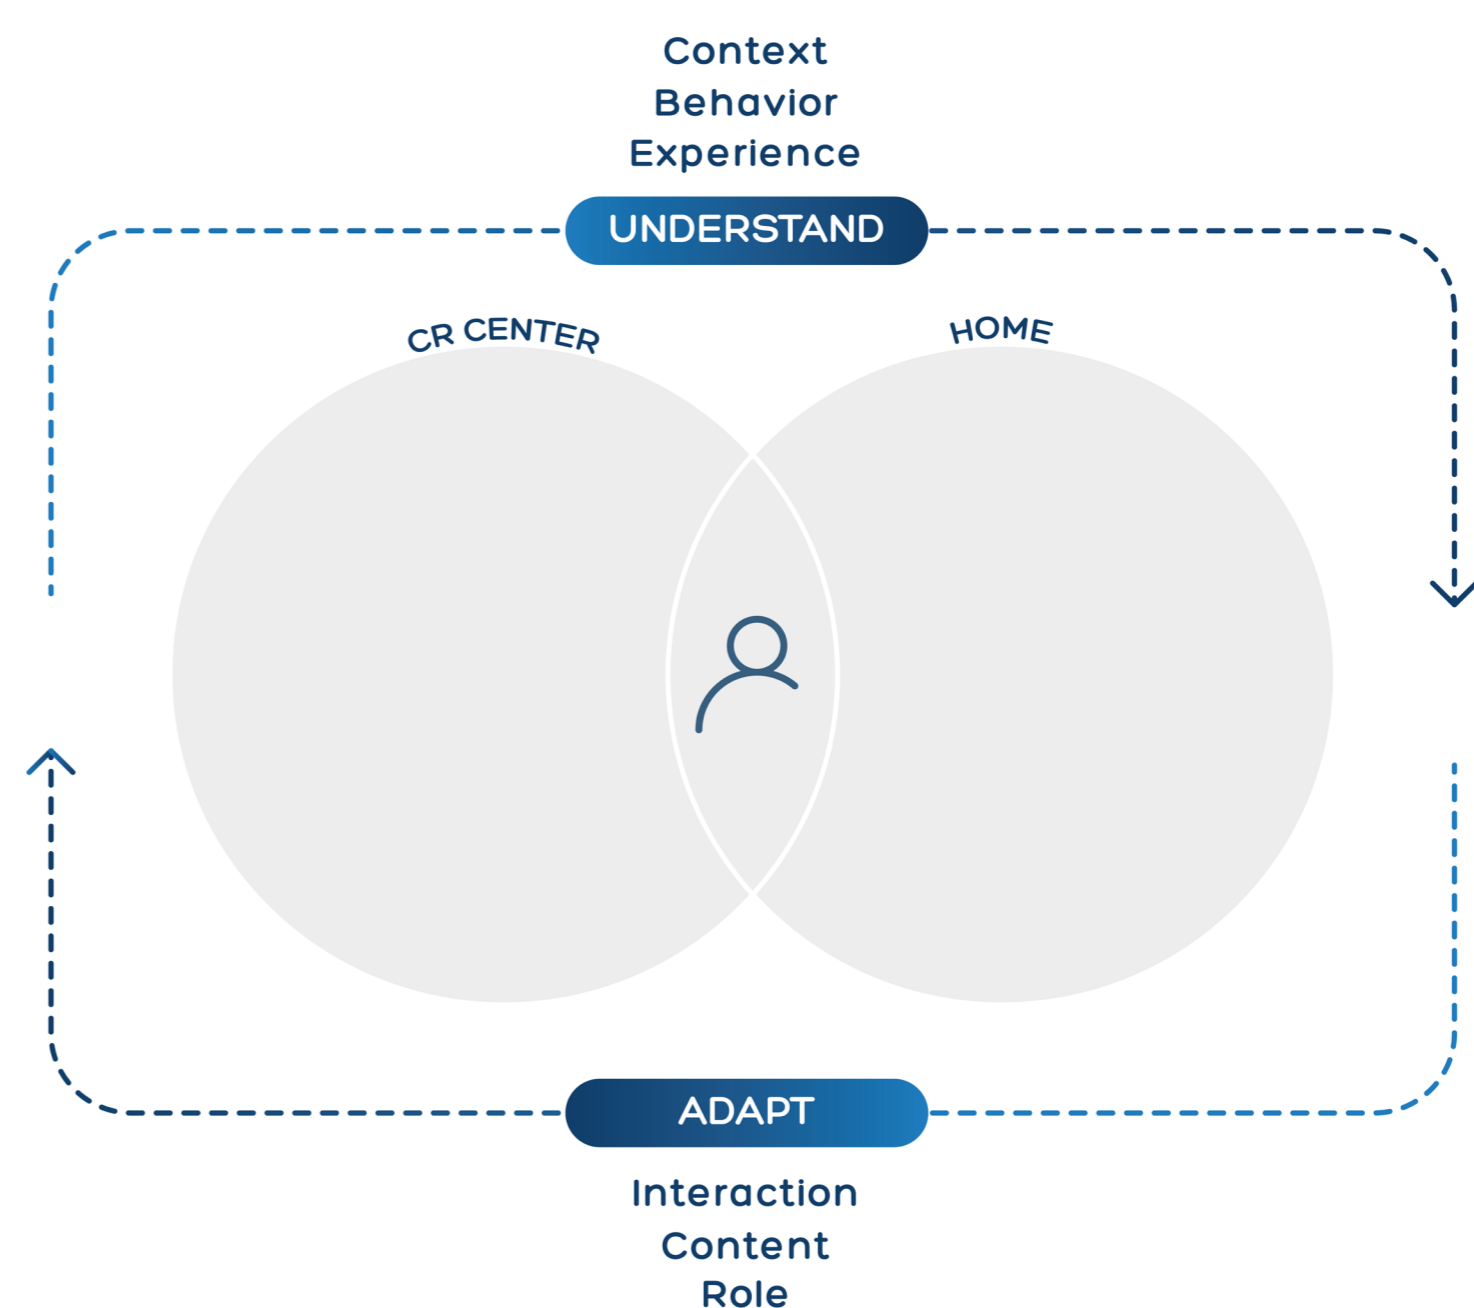 Context
Behavior
Experience
UNDERSTAND
CR CENTER
HOME
ADAPT
Interaction
Content
Role